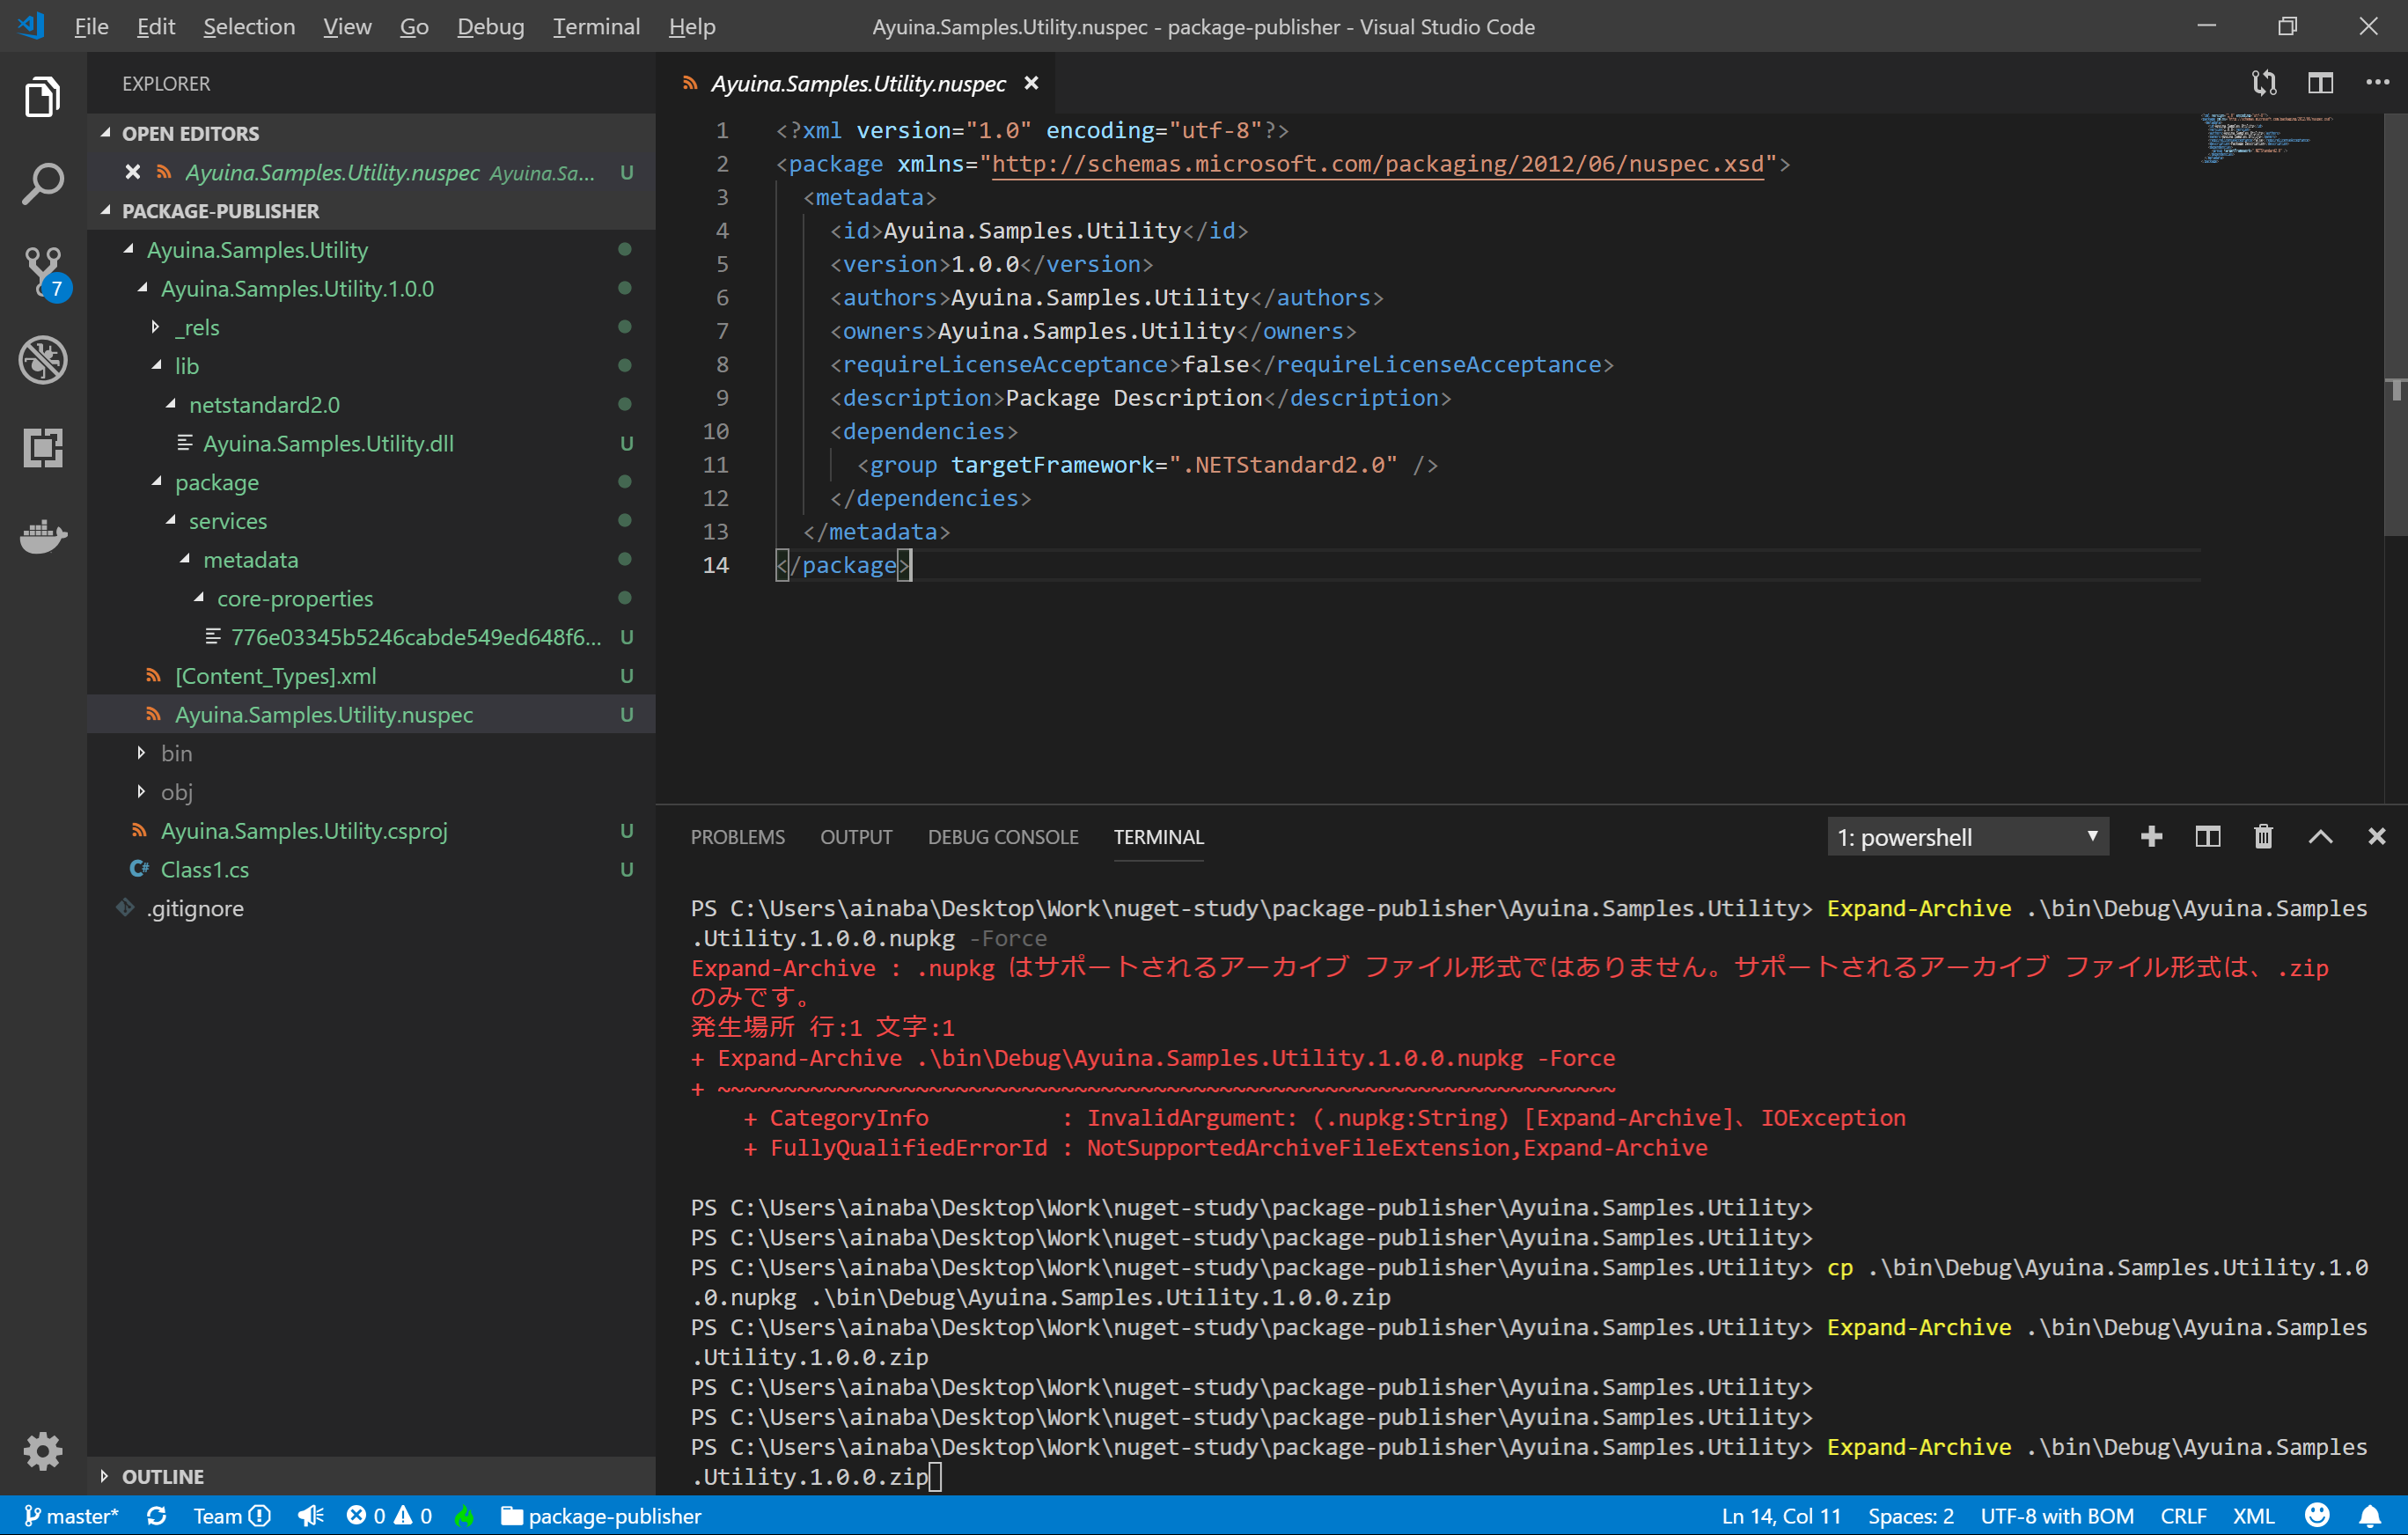 File Edit Selection View Go Debug Terminal Help
Ayuina.Samples.Utility.nuspec - package-publisher - Visual Studio Code
EXPLORER
OPEN EDITORS
Ayuina.Samples.Utility.nuspec Ayuina.Sa... U
PACKAGE-PUBLISHER
Ayuina.Samples.Utility
Ayuina.Samples.Utility.1.0.0
_rels
lib
netstandard2.0
Ayuina.Samples.Utility.dll U
package
services
metadata
core-properties
776e03345b5246cabde549ed648f6... U
[Content_Types].xml U
Ayuina.Samples.Utility.nuspec U
bin
obj
Ayuina.Samples.Utility.csproj U
C# Class1.cs U
.gitignore
OUTLINE
7
Ayuina.Samples.Utility.nuspec
1 <?xml version="1.0" encoding="utf-8"?>
2 <package xmlns="http://schemas.microsoft.com/packaging/2012/06/nuspec.xsd">
3 <metadata>
4 <id>Ayuina.Samples.Utility</id>
5 <version>1.0.0</version>
6 <authors>Ayuina.Samples.Utility</authors>
7 <owners>Ayuina.Samples.Utility</owners>
8 <requireLicenseAcceptance>false</requireLicenseAcceptance>
9 <description>Package Description</description>
10 <dependencies>
11 <group targetFramework=".NETStandard2.0" />
12 </dependencies>
13 </metadata>
14 </package>
PROBLEMS OUTPUT DEBUG CONSOLE TERMINAL
1: powershell
PS C:\Users\ainaba\Desktop\Work\nuget-study\package-publisher\Ayuina.Samples.Utility> Expand-Archive .\bin\Debug\Ayuina.Samples
.Utility.1.0.0.nupkg -Force
Expand-Archive : .nupkg はサポートされるアーカイブ ファイル形式ではありません。サポートされるアーカイブ ファイル形式は、.zip
のみです。
発生場所 行:1 文字:1
+ Expand-Archive .\bin\Debug\Ayuina.Samples.Utility.1.0.0.nupkg -Force
+ ~~~~~~~~~~~~~~~~~~~~~~~~~~~~~~~~~~~~~~~~~~~~~~~~~~~~~~~~~~~~~~~~~~~~
+ CategoryInfo : InvalidArgument: (.nupkg:String) [Expand-Archive]、IOException
+ FullyQualifiedErrorId : NotSupportedArchiveFileExtension,Expand-Archive
PS C:\Users\ainaba\Desktop\Work\nuget-study\package-publisher\Ayuina.Samples.Utility>
PS C:\Users\ainaba\Desktop\Work\nuget-study\package-publisher\Ayuina.Samples.Utility>
PS C:\Users\ainaba\Desktop\Work\nuget-study\package-publisher\Ayuina.Samples.Utility> cp .\bin\Debug\Ayuina.Samples.Utility.1.0
.0.nupkg .\bin\Debug\Ayuina.Samples.Utility.1.0.0.zip
PS C:\Users\ainaba\Desktop\Work\nuget-study\package-publisher\Ayuina.Samples.Utility> Expand-Archive .\bin\Debug\Ayuina.Samples
.Utility.1.0.0.zip
PS C:\Users\ainaba\Desktop\Work\nuget-study\package-publisher\Ayuina.Samples.Utility>
PS C:\Users\ainaba\Desktop\Work\nuget-study\package-publisher\Ayuina.Samples.Utility>
PS C:\Users\ainaba\Desktop\Work\nuget-study\package-publisher\Ayuina.Samples.Utility> Expand-Archive .\bin\Debug\Ayuina.Samples
.Utility.1.0.0.zip
master* Team 0 0 package-publisher Ln 14, Col 11 Spaces: 2 UTF-8 with BOM CRLF XML